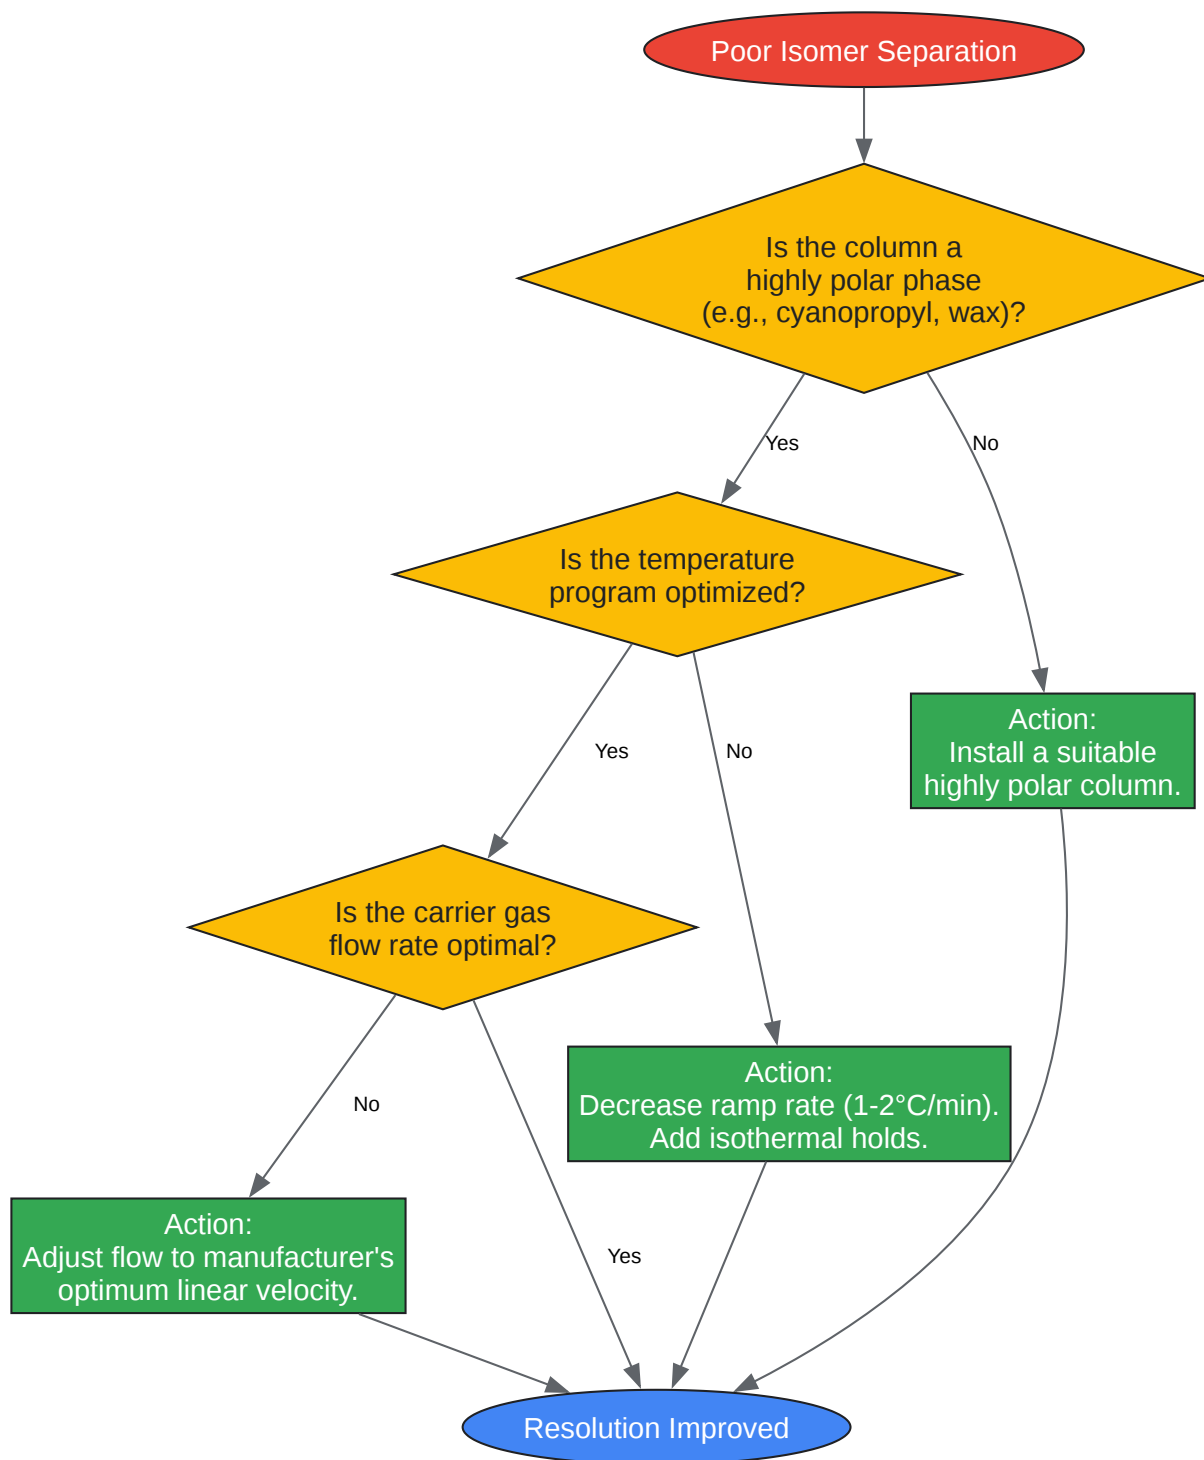 Poor Isomer Separation
Is the column a
highly polar phase
(e.g., cyanopropyl, wax)?
Yes
No
Is the temperature
program optimized?
Yes
No
Action:
Install a suitable
highly polar column.
Is the carrier gas
flow rate optimal?
No
Yes
Action:
Decrease ramp rate (1-2°C/min).
Add isothermal holds.
Action:
Adjust flow to manufacturer's
optimum linear velocity.
Resolution Improved